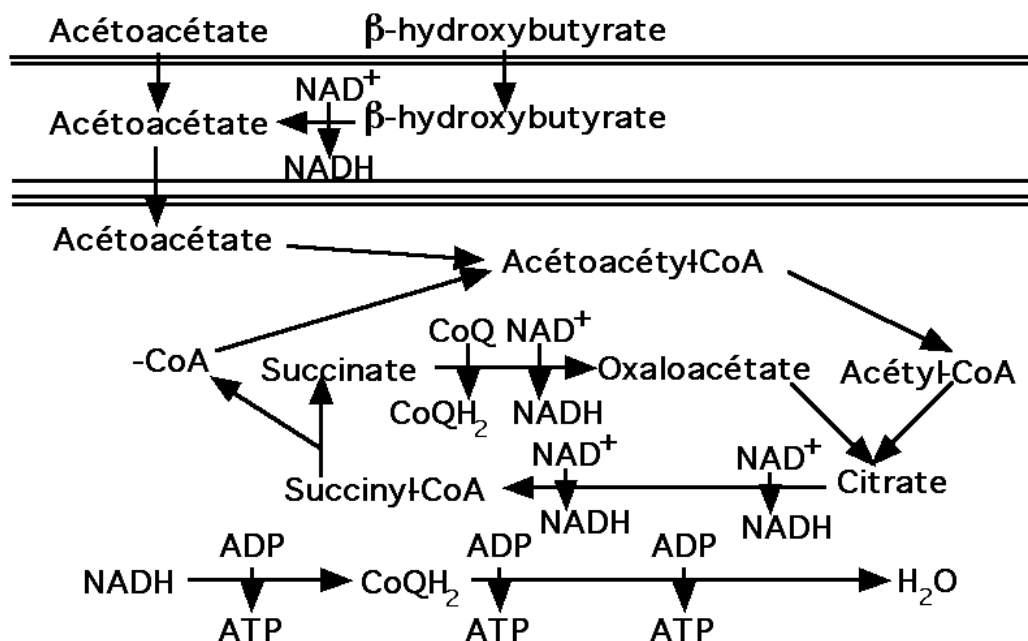 Acétoacétate β-hydroxybutyrate
NAD⁺
Acétoacétate β-hydroxybutyrate
NADH
Acétoacétate
Acétoacétyl-CoA
CoQ NAD⁺
-CoA Succinate Oxaloacétate Acétyl-CoA
CoQH₂ NADH
NAD⁺ NAD⁺
Succinyl-CoA Citrate
NADH NADH
ADP ADP ADP
NADH CoQH₂ H₂O
ATP ATP ATP